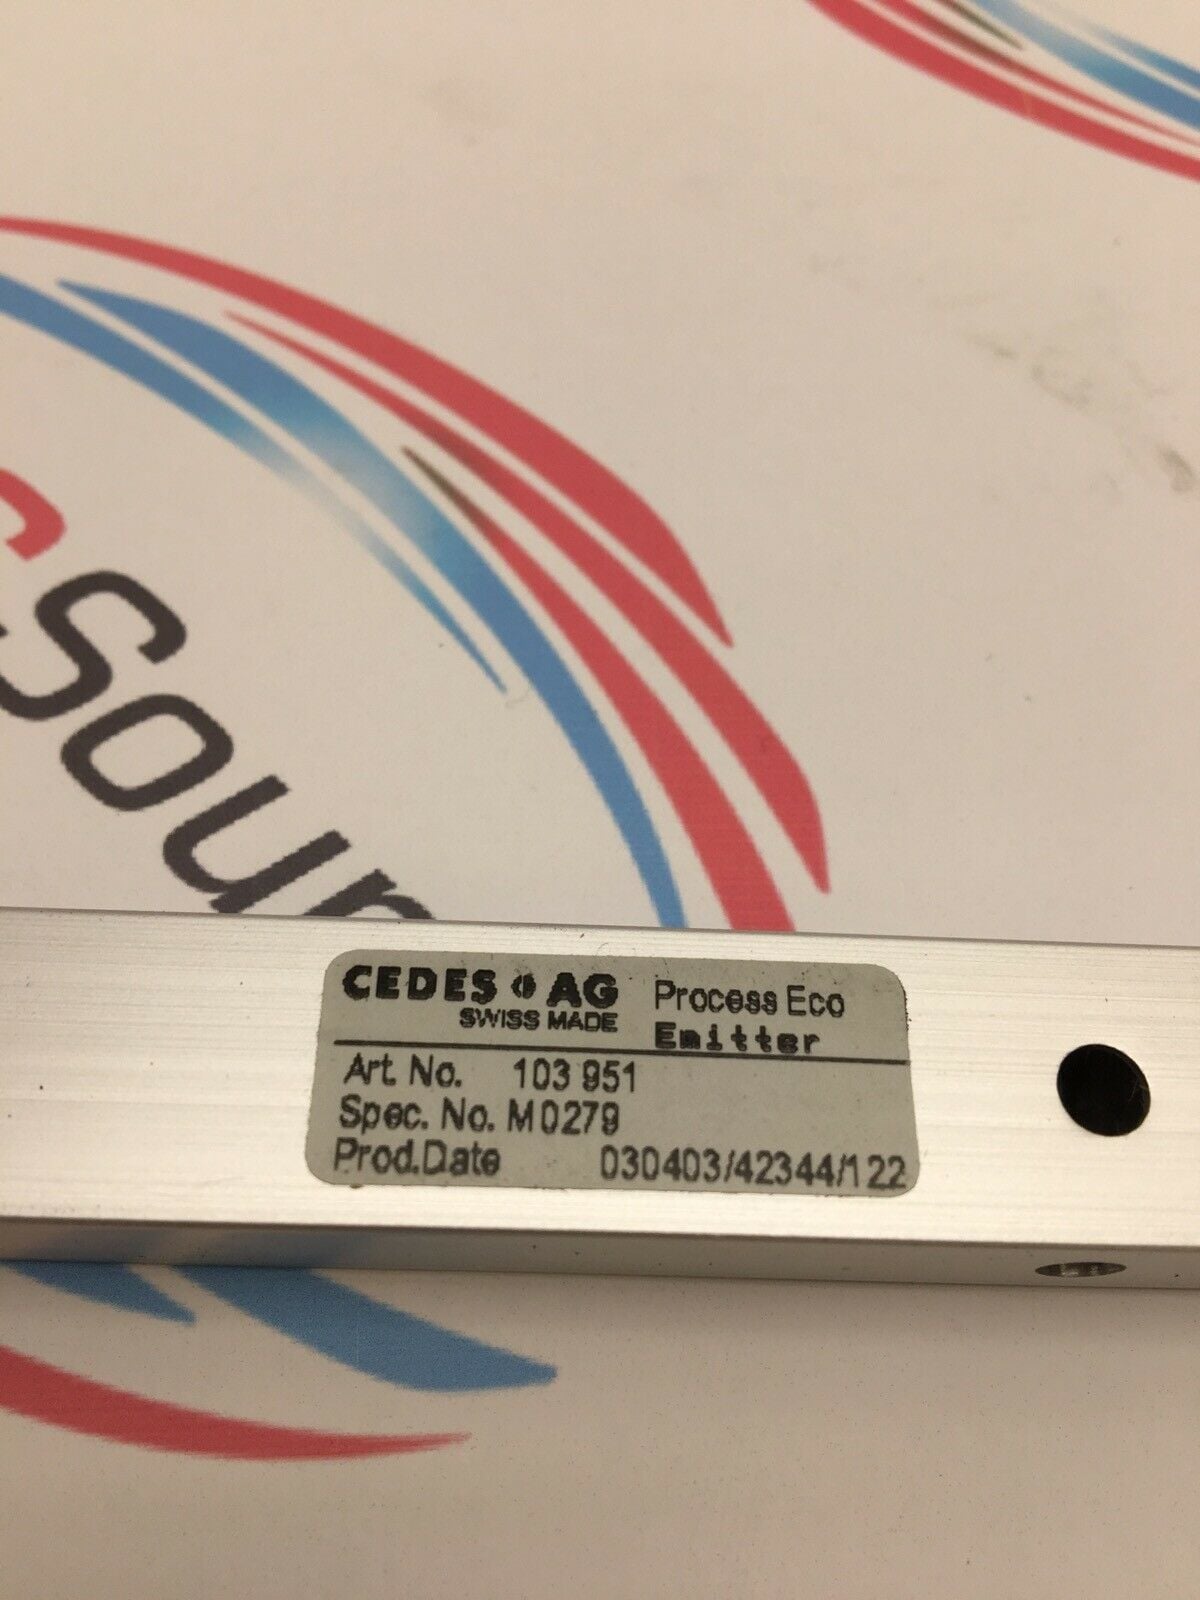 CEDES AG Process Eco
SWISS MADE Emitter
Art. No. 103 951
Spec. No. M0279
Prod.Date 030403/42344/122